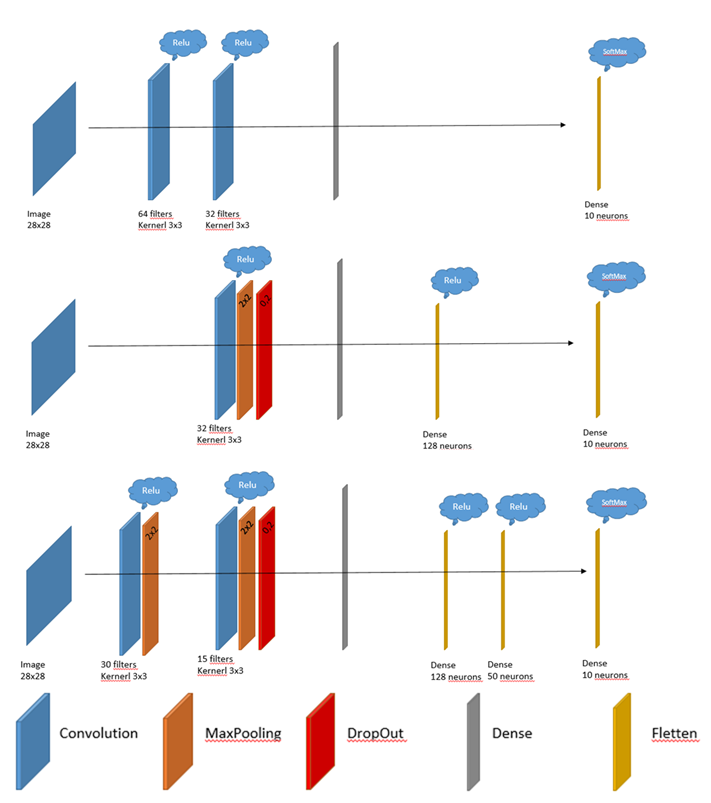 Relu
Relu
SoftMax
Image
28x28
64 filters
Kernerl 3x3
32 filters
Kernerl 3x3
Dense
10 neurons
Relu
Relu
SoftMax
2x2
0,2
Image
28x28
32 filters
Kernerl 3x3
Dense
128 neurons
Dense
10 neurons
Relu
Relu
Relu
Relu
SoftMax
2x2
2x2
0,2
Image
28x28
30 filters
Kernerl 3x3
15 filters
Kernerl 3x3
Dense
128 neurons
Dense
50 neurons
Dense
10 neurons
Convolution
MaxPooling
DropOut
Dense
Fletten